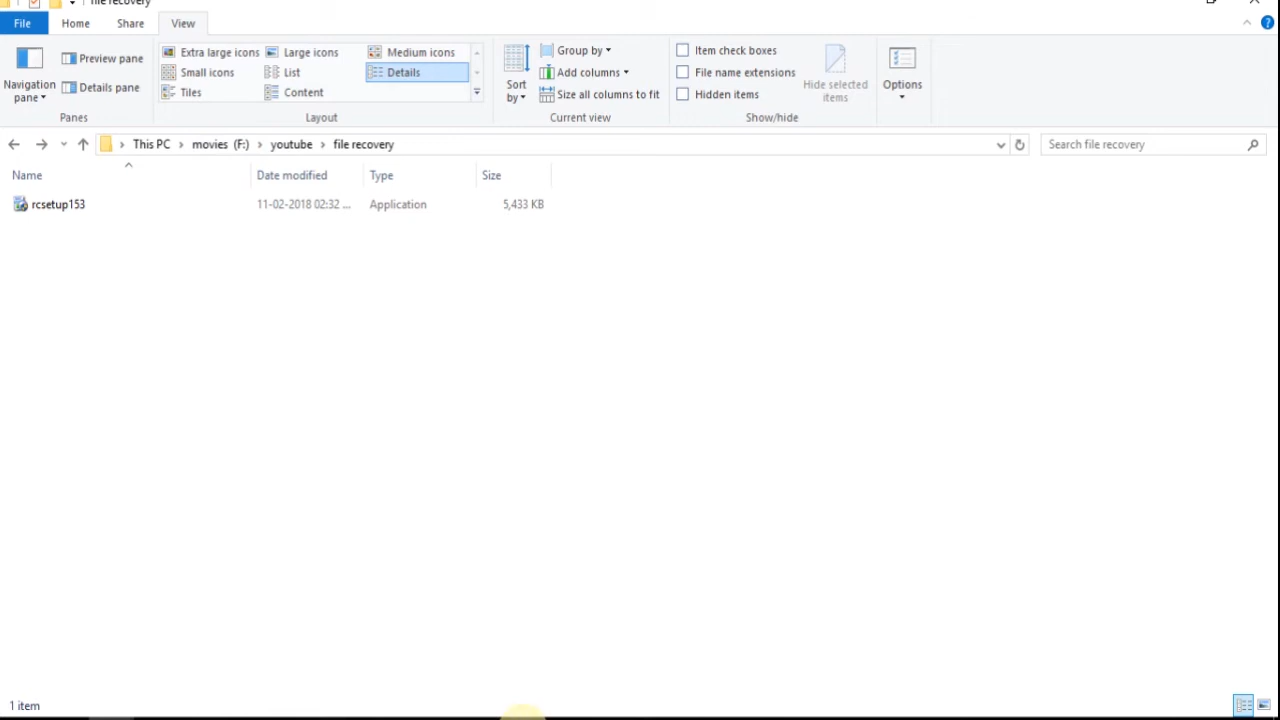 file recovery
File Home Share View
Navigation pane
Preview pane
Details pane
Panes
Extra large icons Large icons Medium icons
Small icons List Details
Tiles Content
Layout
Sort by
Group by
Add columns
Size all columns to fit
Current view
Item check boxes
File name extensions
Hidden items
Hide selected items
Show/hide
Options
This PC movies (F:) youtube file recovery
Search file recovery
Name Date modified Type Size
rcsetup153 11-02-2018 02:32 ... Application 5,433 KB
1 item